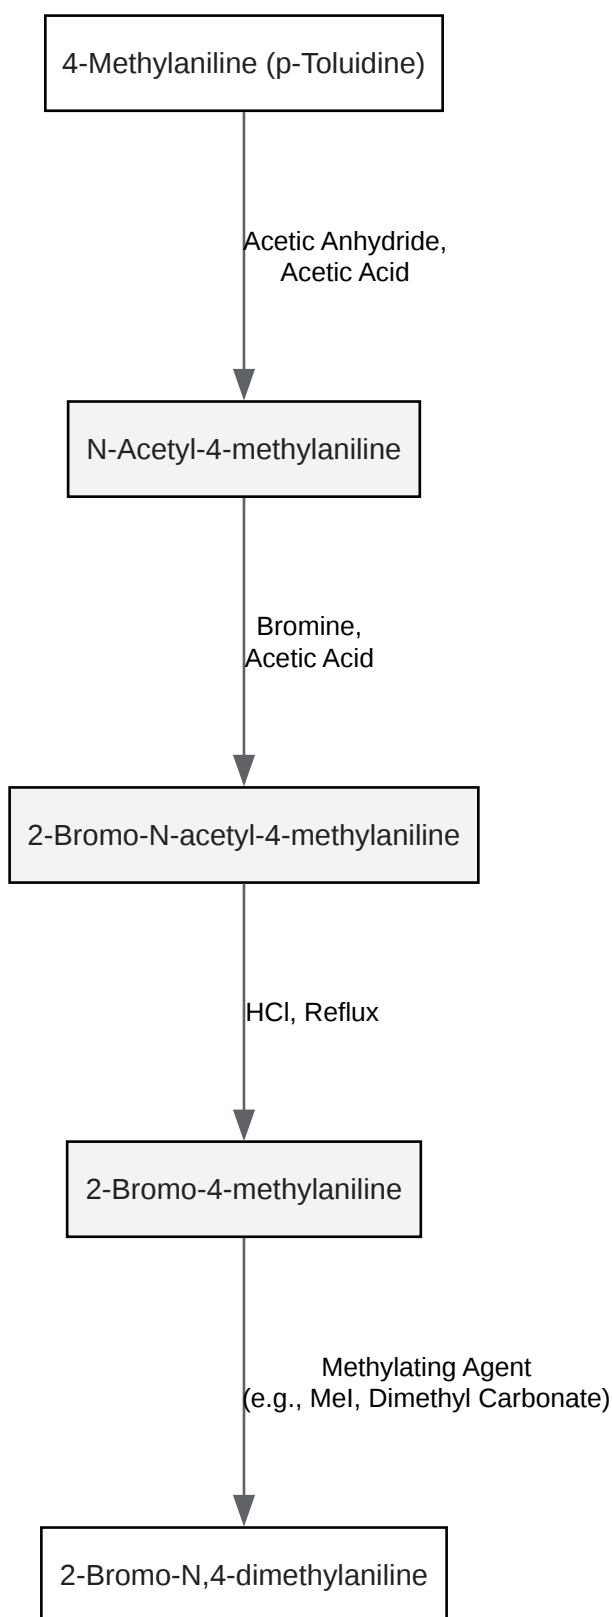 4-Methylaniline (p-Toluidine)
Acetic Anhydride,
Acetic Acid
N-Acetyl-4-methylaniline
Bromine,
Acetic Acid
2-Bromo-N-acetyl-4-methylaniline
HCl, Reflux
2-Bromo-4-methylaniline
Methylating Agent
(e.g., MeI, Dimethyl Carbonate)
2-Bromo-N,4-dimethylaniline